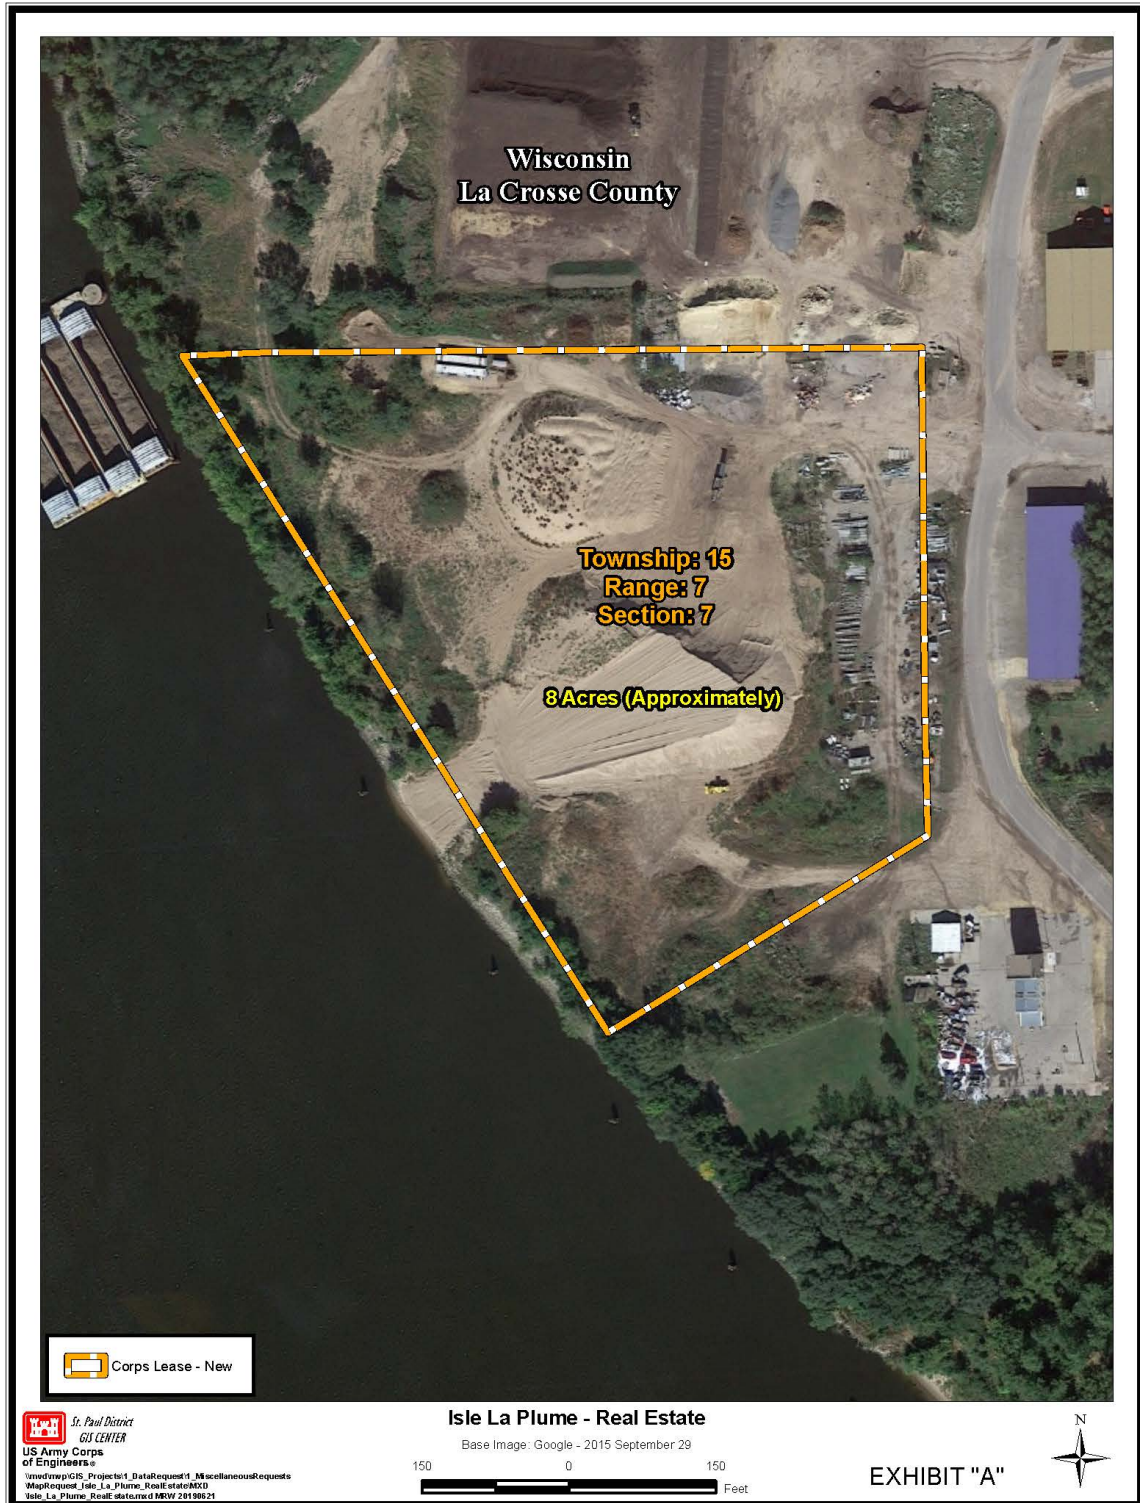 Wisconsin
La Crosse County
Township: 15
Range: 7
Section: 7
8 Acres (Approximately)
Corps Lease - New
St. Paul District
GIS CENTER
US Army Corps
of Engineers®
\\mvd\mvp\GIS_Projects\1_DataRequest\1_MiscellaneousRequests
\MapRequest_Isle_La_Plume_RealEstate\MXD
\Isle_La_Plume_RealEstate.mxd MRW 20190621
Isle La Plume - Real Estate
Base Image: Google - 2015 September 29
150 0 150
Feet
EXHIBIT "A"
N